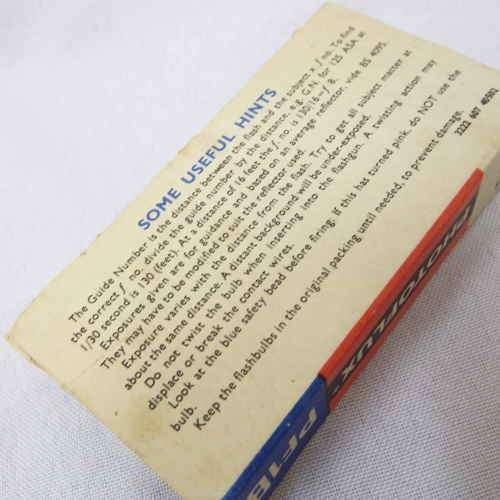 SOME USEFUL HINTS
The Guide Number is the distance between the flash and the subject x f no. To find
the correct f no. divide the guide number by the distance, e.g. G.N. for 125 ASA at
1/30 second is 130 (feet). At a distance of 16 feet the f no. is 130/16 = f 8.
Exposures given are for guidance and based on an average reflector, vide BS 4095.
They may have to be modified to suit the reflector used.
Exposure varies with the distance from the flash. Try to get all subject matter at
about the same distance. A distant background will be under-exposed.
Do not twist the bulb when inserting into the flashgun. A twisting action may
displace or break the contact wires.
Look at the blue safety bead before firing; if this has turned pink, do NOT use the
bulb.
Keep the flashbulbs in the original packing until needed, to prevent damage.
3222 607
PHOTOFLUX
PF1B